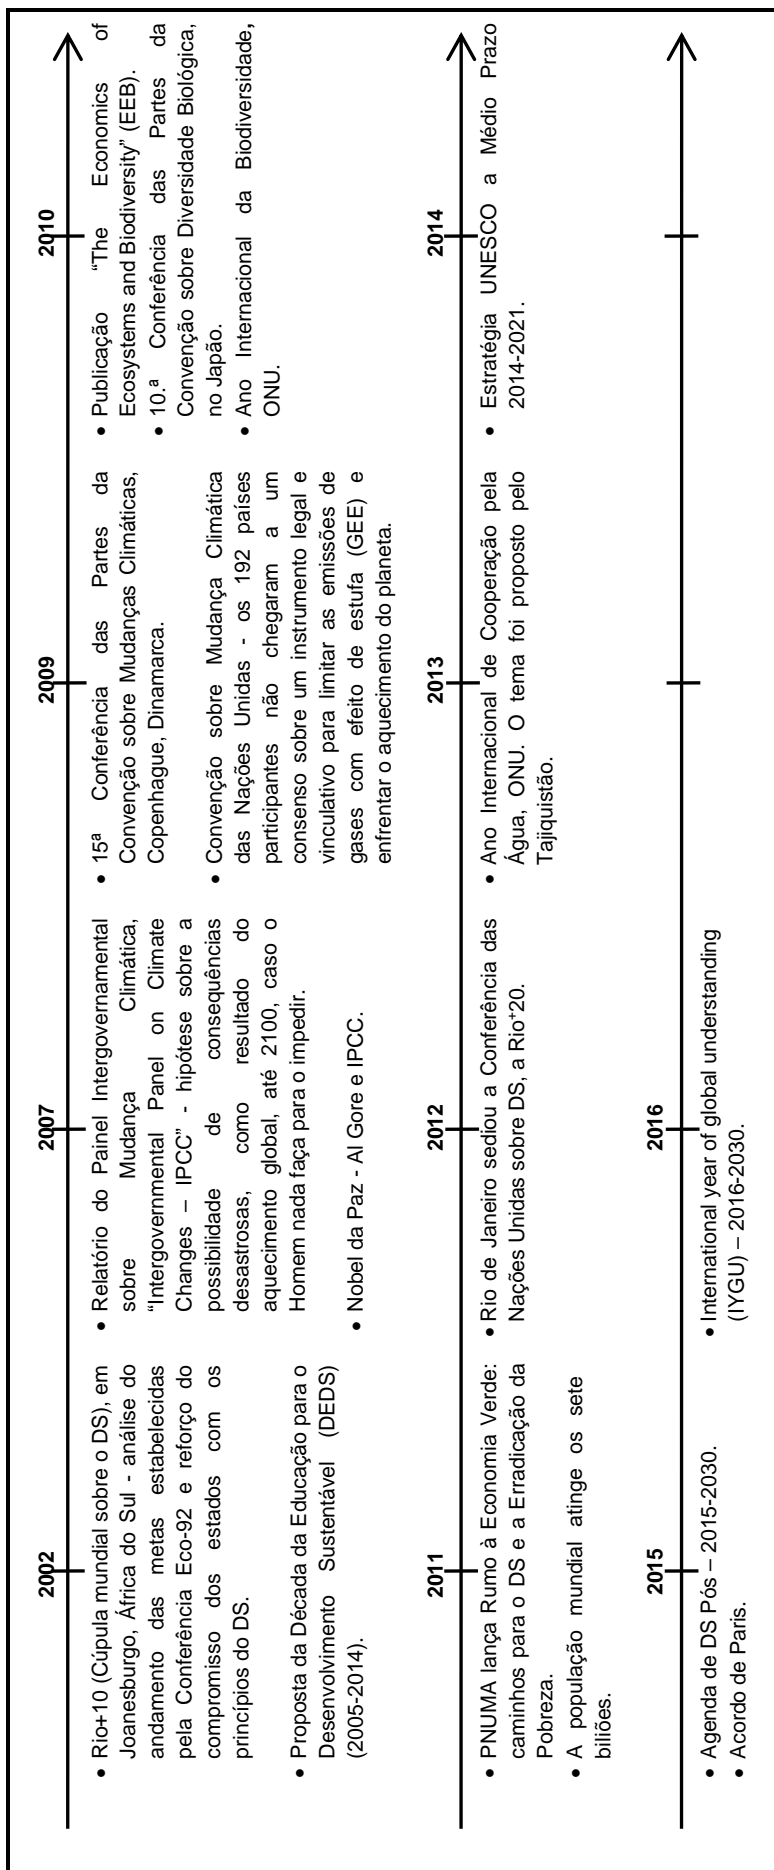 2002
• Rio+10 (Cúpula mundial sobre o DS), em
Joanesburgo, África do Sul - análise do
andamento das metas estabelecidas
pela Conferência Eco-92 e reforço do
compromisso dos estados com os
princípios do DS.
• Proposta da Década da Educação para o
Desenvolvimento Sustentável (DEDS)
(2005-2014).
2007
• Relatório do Painel Intergovernamental
sobre Mudança Climática,
“Intergovernmental Panel on Climate
Changes – IPCC” - hipótese sobre a
possibilidade de consequências
desastrosas, como resultado do
aquecimento global, até 2100, caso o
Homem nada faça para o impedir.
• Nobel da Paz - Al Gore e IPCC.
2009
• 15ª Conferência das Partes da
Convenção sobre Mudanças Climáticas,
Copenhague, Dinamarca.
• Convenção sobre Mudança Climática
das Nações Unidas - os 192 países
participantes não chegaram a um
consenso sobre um instrumento legal e
vinculativo para limitar as emissões de
gases com efeito de estufa (GEE) e
enfrentar o aquecimento do planeta.
2010
• Publicação “The Economics of
Ecosystems and Biodiversity” (EEB).
• 10.ª Conferência das Partes da
Convenção sobre Diversidade Biológica,
no Japão.
• Ano Internacional da Biodiversidade,
ONU.
2011
• PNUMA lança Rumo à Economia Verde:
caminhos para o DS e a Erradicação da
Pobreza.
• A população mundial atinge os sete
biliões.
2012
• Rio de Janeiro sediou a Conferência das
Nações Unidas sobre DS, a Rio⁺20.
2013
• Ano Internacional de Cooperação pela
Água, ONU. O tema foi proposto pelo
Tajiquistão.
2014
• Estratégia UNESCO a Médio Prazo
2014-2021.
2015
• Agenda de DS Pós – 2015-2030.
• Acordo de Paris.
2016
• International year of global understanding
(IYGU) – 2016-2030.